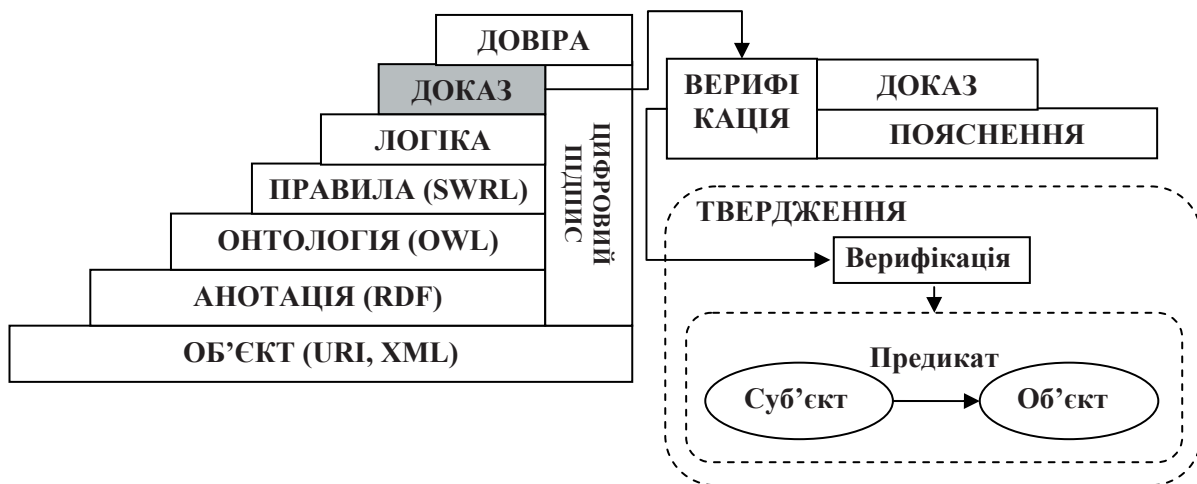 ДОВІРА
ДОКАЗ
ЛОГІКА
ПРАВИЛА (SWRL)
ОНТОЛОГІЯ (OWL)
АНОТАЦІЯ (RDF)
ОБ’ЄКТ (URI, XML)
ЦИФРОВИЙ
ПІДПИС
ВЕРИФІ
КАЦІЯ
ДОКАЗ
ПОЯСНЕННЯ
ТВЕРДЖЕННЯ
Верифікація
Предикат
Суб’єкт
Об’єкт